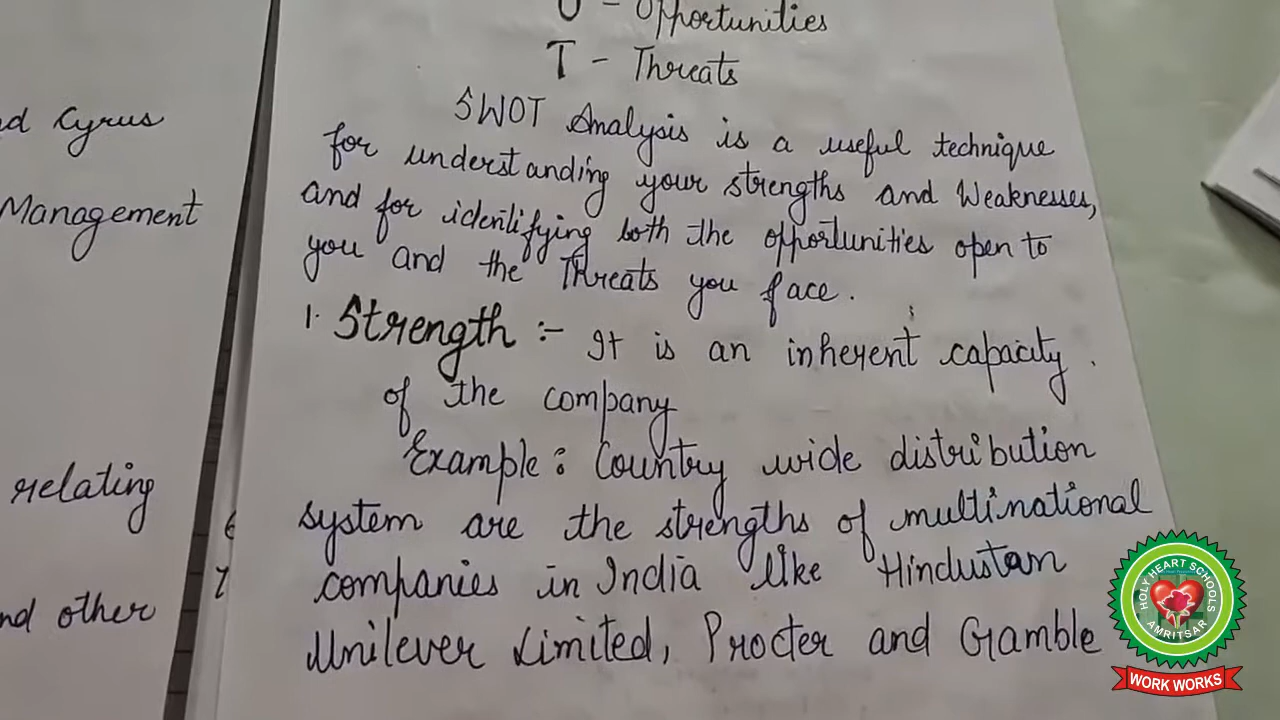 O - Opportunities
T - Threats
SWOT Analysis is a useful technique
for understanding your strengths and Weaknesses,
and for identifying both the opportunities open to
you and the Threats you face.
1. Strength :- It is an inherent capacity
of the company
Example : Country wide distribution
system are the strengths of multinational
companies in India like Hindustan
Unilever Limited, Procter and Gamble
d Cyrus
Management
relating
nd other
6
7
HOLY HEART SCHOOLS
AMRITSAR
WORK WORKS